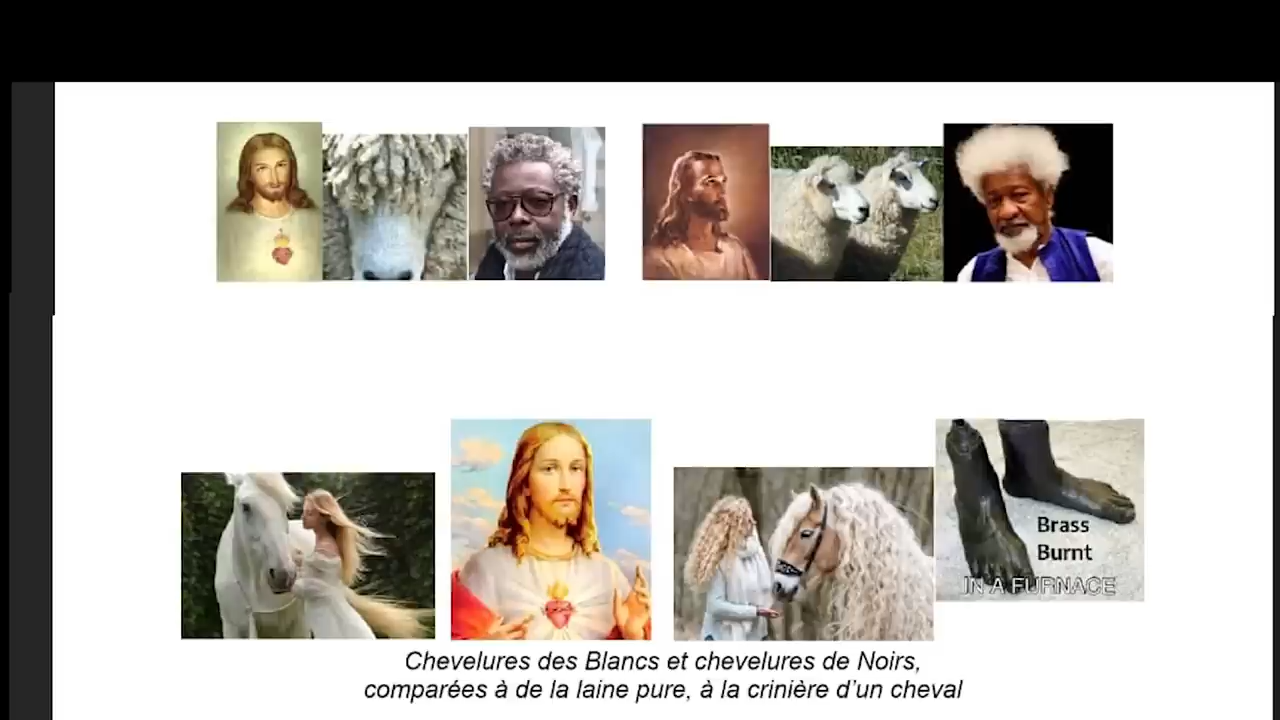 Brass
Burnt
IN A FURNACE
Chevelures des Blancs et chevelures de Noirs,
comparées à de la laine pure, à la crinière d'un cheval